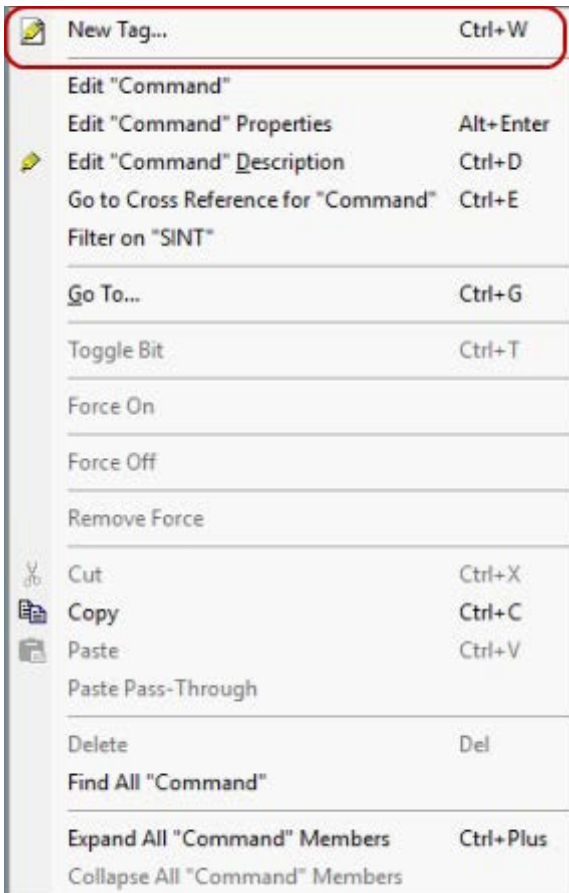 New Tag... Ctrl+W
Edit "Command"
Edit "Command" Properties Alt+Enter
Edit "Command" Description Ctrl+D
Go to Cross Reference for "Command" Ctrl+E
Filter on "SINT"
Go To... Ctrl+G
Toggle Bit Ctrl+T
Force On
Force Off
Remove Force
Cut Ctrl+X
Copy Ctrl+C
Paste Ctrl+V
Paste Pass-Through
Delete Del
Find All "Command"
Expand All "Command" Members Ctrl+Plus
Collapse All "Command" Members